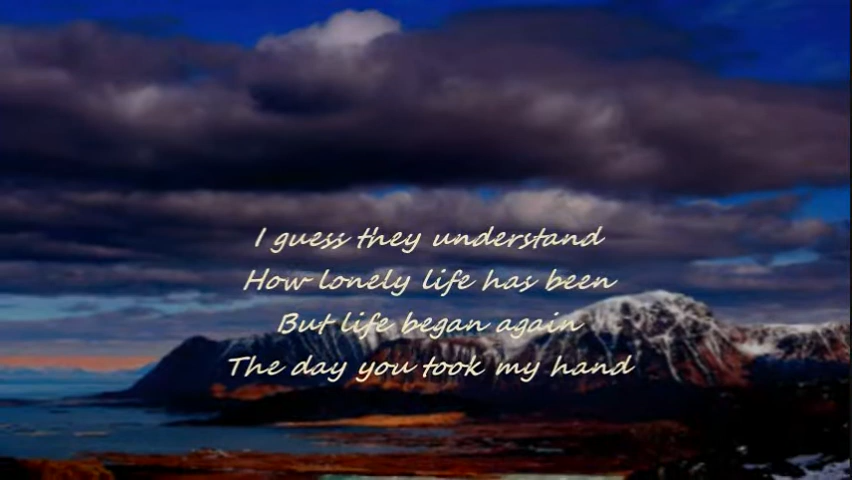 I guess they understand
How lonely life has been
But life began again
The day you took my hand